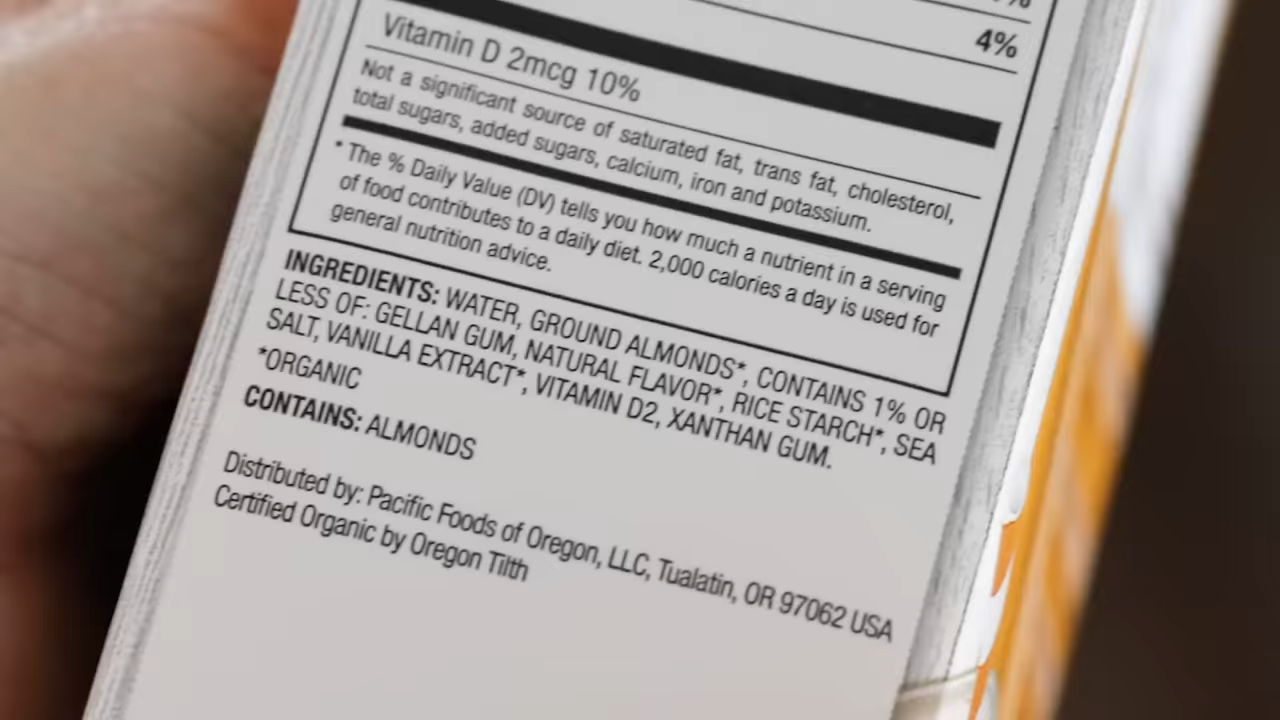 4%
Vitamin D 2mcg 10%
Not a significant source of saturated fat, trans fat, cholesterol,
total sugars, added sugars, calcium, iron and potassium.
* The % Daily Value (DV) tells you how much a nutrient in a serving
of food contributes to a daily diet. 2,000 calories a day is used for
general nutrition advice.
INGREDIENTS: WATER, GROUND ALMONDS*, CONTAINS 1% OR
LESS OF: GELLAN GUM, NATURAL FLAVOR*, RICE STARCH*, SEA
SALT, VANILLA EXTRACT*, VITAMIN D2, XANTHAN GUM.
*ORGANIC
CONTAINS: ALMONDS
Distributed by: Pacific Foods of Oregon, LLC, Tualatin, OR 97062 USA
Certified Organic by Oregon Tilth